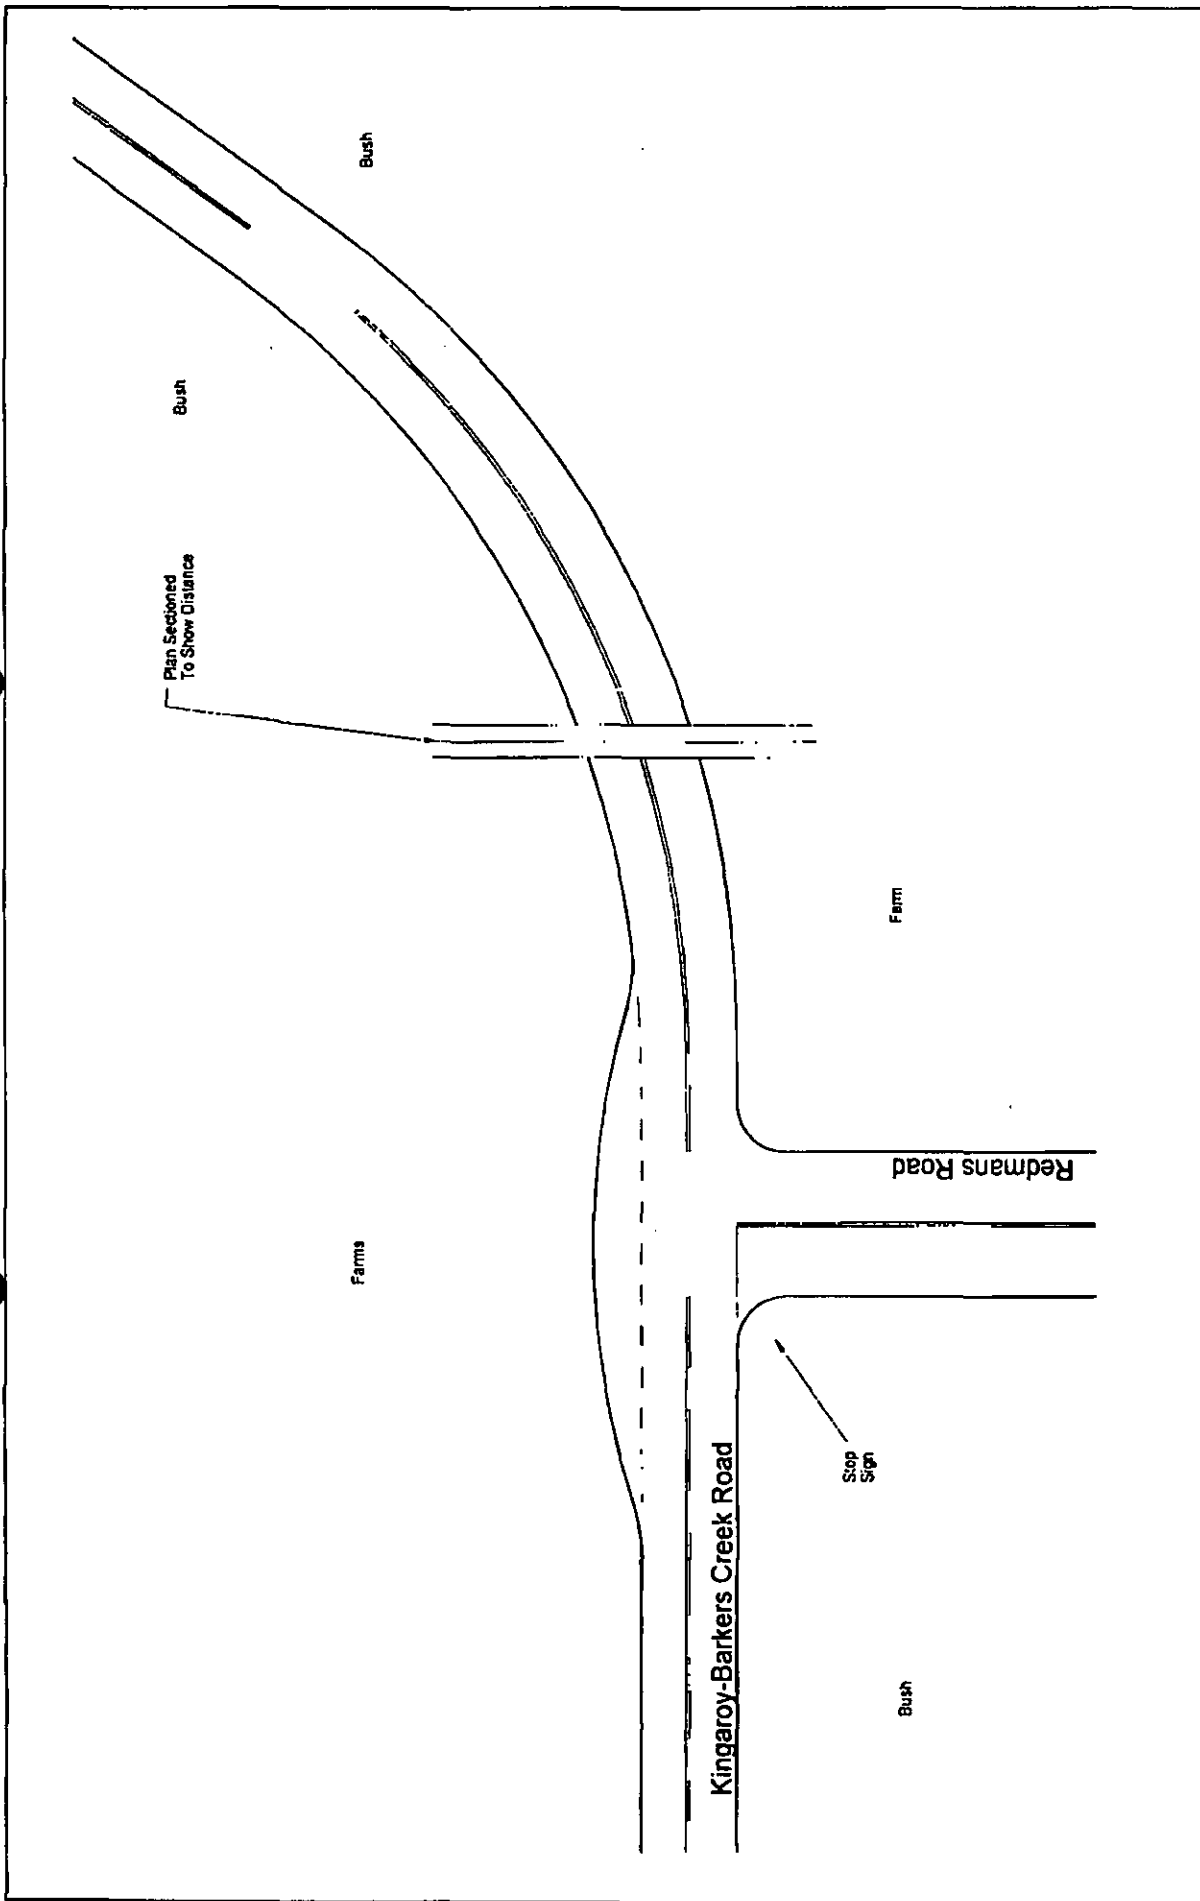 Bush
Bush
Plan Sectioned
To Show Distance
Farms
Farm
Redmans Road
Stop
Sign
Kingaroy-Barkers Creek Road
Bush